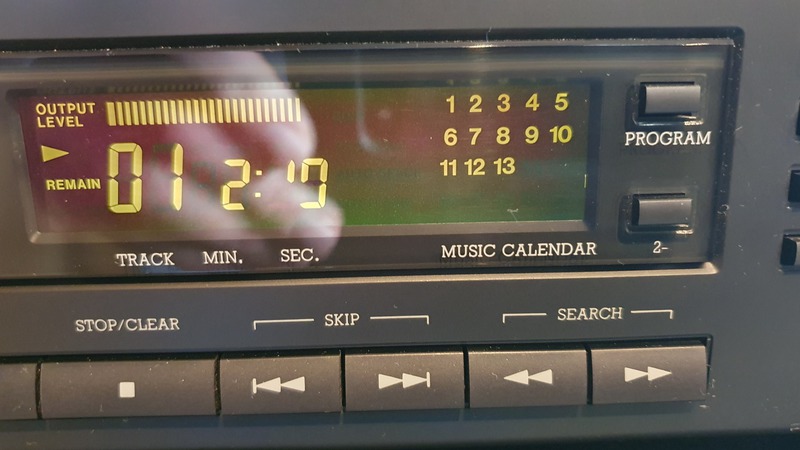 OUTPUT
LEVEL
1 2 3 4 5
6 7 8 9 10
11 12 13
PROGRAM
REMAIN 01 2:
TRACK MIN. SEC. MUSIC CALENDAR 2-
STOP/CLEAR SKIP SEARCH